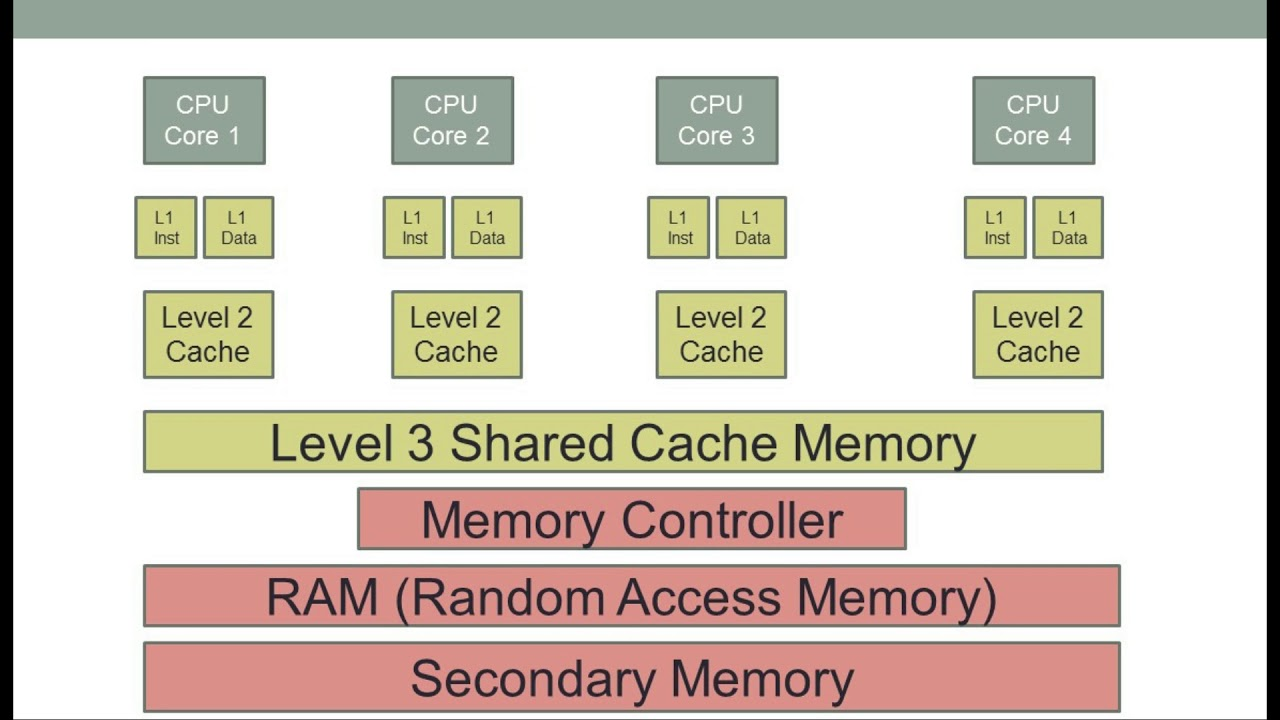 CPU
Core 1
CPU
Core 2
CPU
Core 3
CPU
Core 4
L1
Inst
L1
Data
L1
Inst
L1
Data
L1
Inst
L1
Data
L1
Inst
L1
Data
Level 2
Cache
Level 2
Cache
Level 2
Cache
Level 2
Cache
Level 3 Shared Cache Memory
Memory Controller
RAM (Random Access Memory)
Secondary Memory